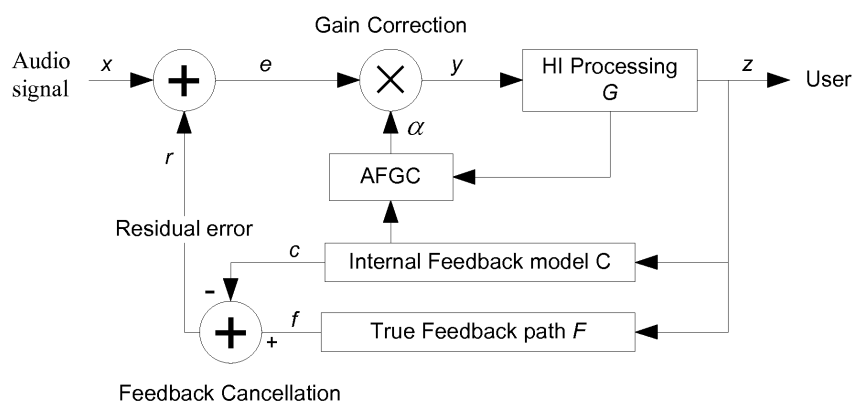 Gain Correction
Audio
signal
x
+
e
×
y
HI Processing
G
z
User
α
r
AFGC
Residual error
c
Internal Feedback model C
-
+
f
+
True Feedback path F
Feedback Cancellation